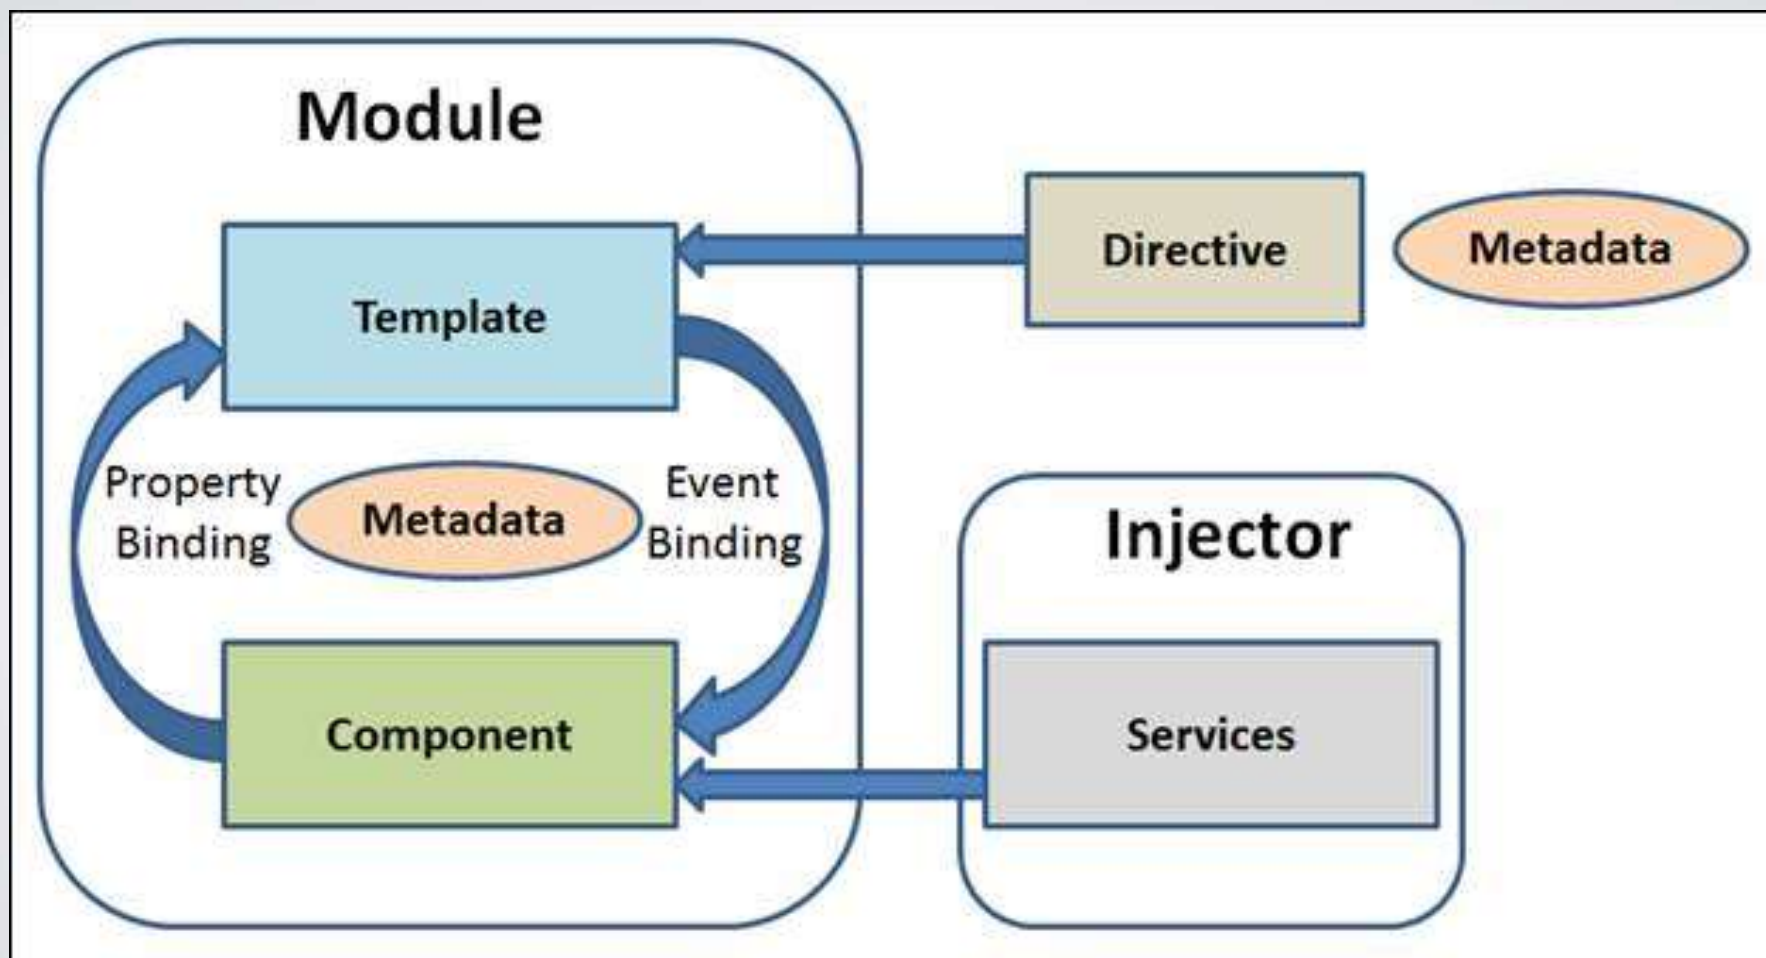 Module
Template
Directive
Metadata
Property
Binding
Metadata
Event
Binding
Injector
Component
Services